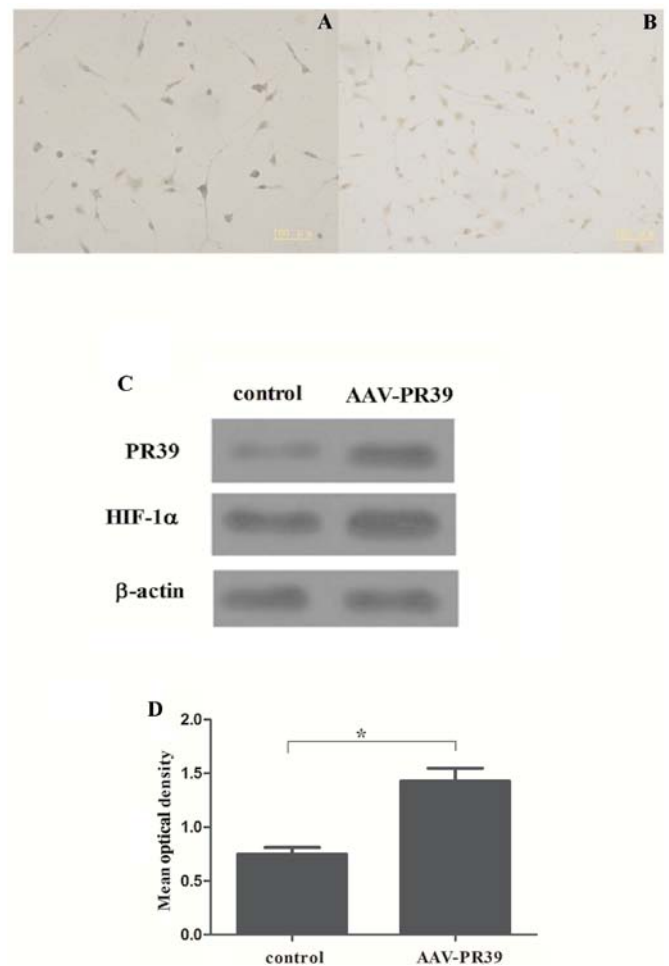 A
B
C
control AAV-PR39
PR39
HIF-1α
β-actin
D
2.0
*
1.5
1.0
0.5
0.0
Mean optical density
control AAV-PR39